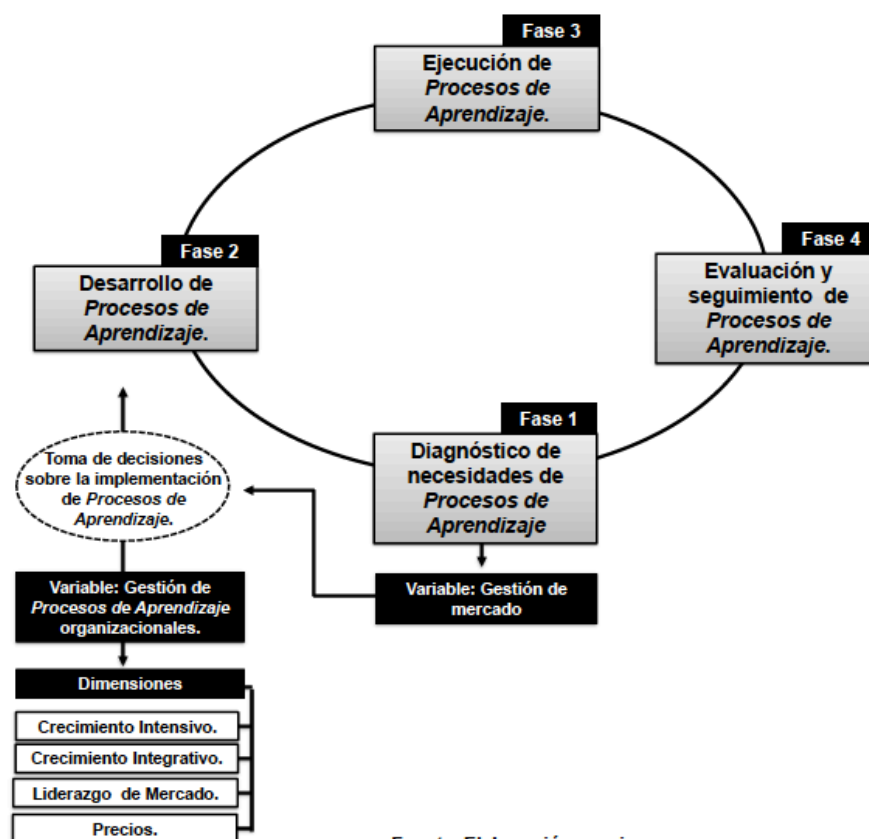 Fase 3
Ejecución de
Procesos de
Aprendizaje.
Fase 2
Desarrollo de
Procesos de
Aprendizaje.
Fase 4
Evaluación y
seguimiento de
Procesos de
Aprendizaje.
Fase 1
Diagnóstico de
necesidades de
Procesos de
Aprendizaje
Toma de decisiones
sobre la implementación
de Procesos de
Aprendizaje.
Variable: Gestión de
mercado
Variable: Gestión de
Procesos de Aprendizaje
organizacionales.
Dimensiones
Crecimiento Intensivo.
Crecimiento Integrativo.
Liderazgo de Mercado.
Precios.